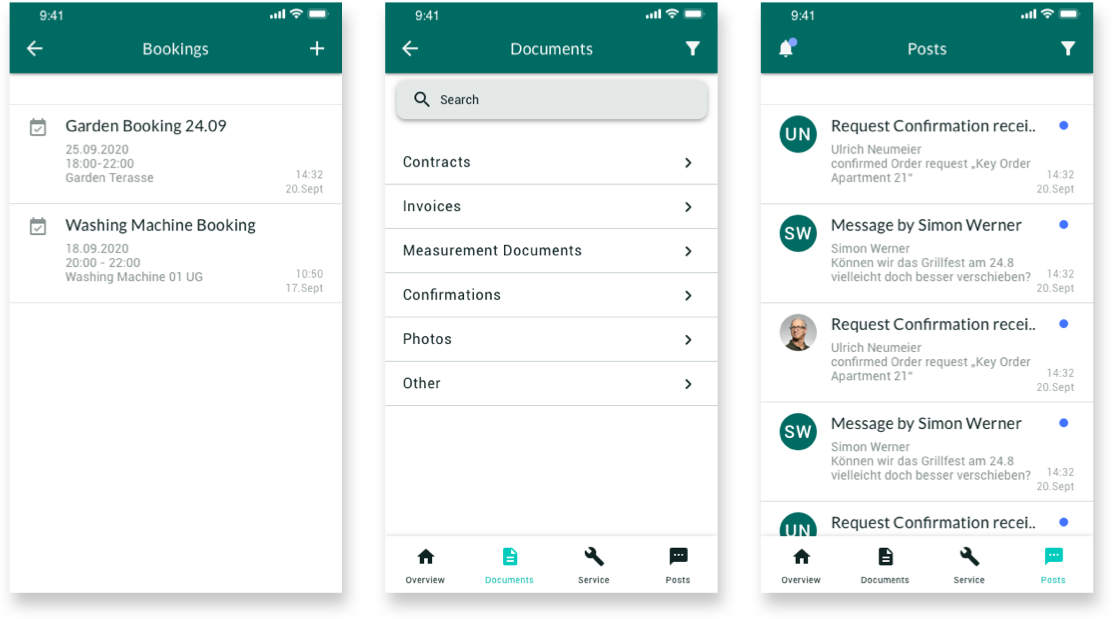 9:41
Bookings
Garden Booking 24.09
25.09.2020
18:00-22:00
Garden Terasse
14:32
20.Sept
Washing Machine Booking
18.09.2020
20:00 - 22:00
Washing Machine 01 UG
10:50
17.Sept
9:41
Documents
Search
Contracts
Invoices
Measurement Documents
Confirmations
Photos
Other
Overview
Documents
Service
Posts
9:41
Posts
UN
Request Confirmation recei..
Ulrich Neumeier
confirmed Order request „Key Order
Apartment 21“
14:32
20.Sept
SW
Message by Simon Werner
Simon Werner
Können wir das Grillfest am 24.8
vielleicht doch besser verschieben?
14:32
20.Sept
Request Confirmation recei..
Ulrich Neumeier
confirmed Order request „Key Order
Apartment 21“
14:32
20.Sept
SW
Message by Simon Werner
Simon Werner
Können wir das Grillfest am 24.8
vielleicht doch besser verschieben?
14:32
20.Sept
UN
Request Confirmation recei..
Overview
Documents
Service
Posts